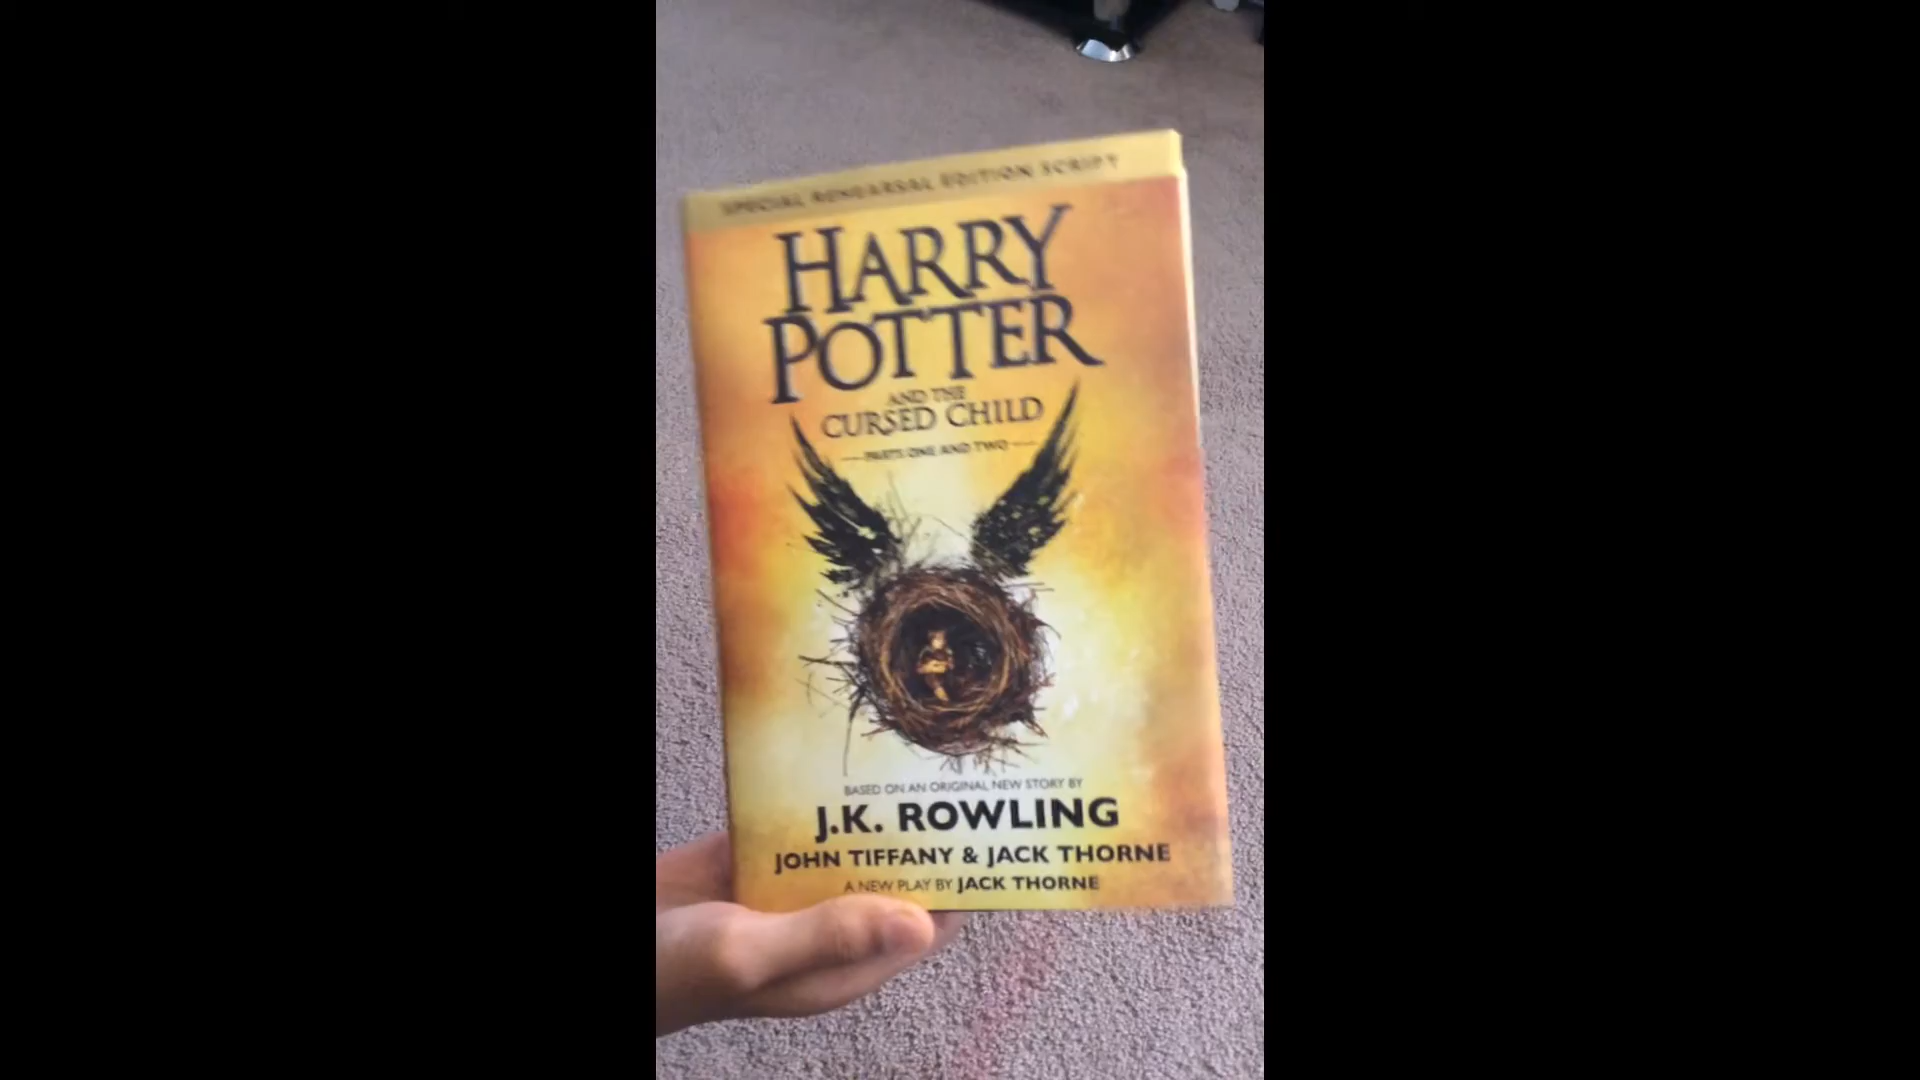 SPECIAL REHEARSAL EDITION SCRIPT
HARRY
POTTER
AND THE
CURSED CHILD
PARTS ONE AND TWO
BASED ON AN ORIGINAL NEW STORY BY
J.K. ROWLING
JOHN TIFFANY & JACK THORNE
A NEW PLAY BY JACK THORNE